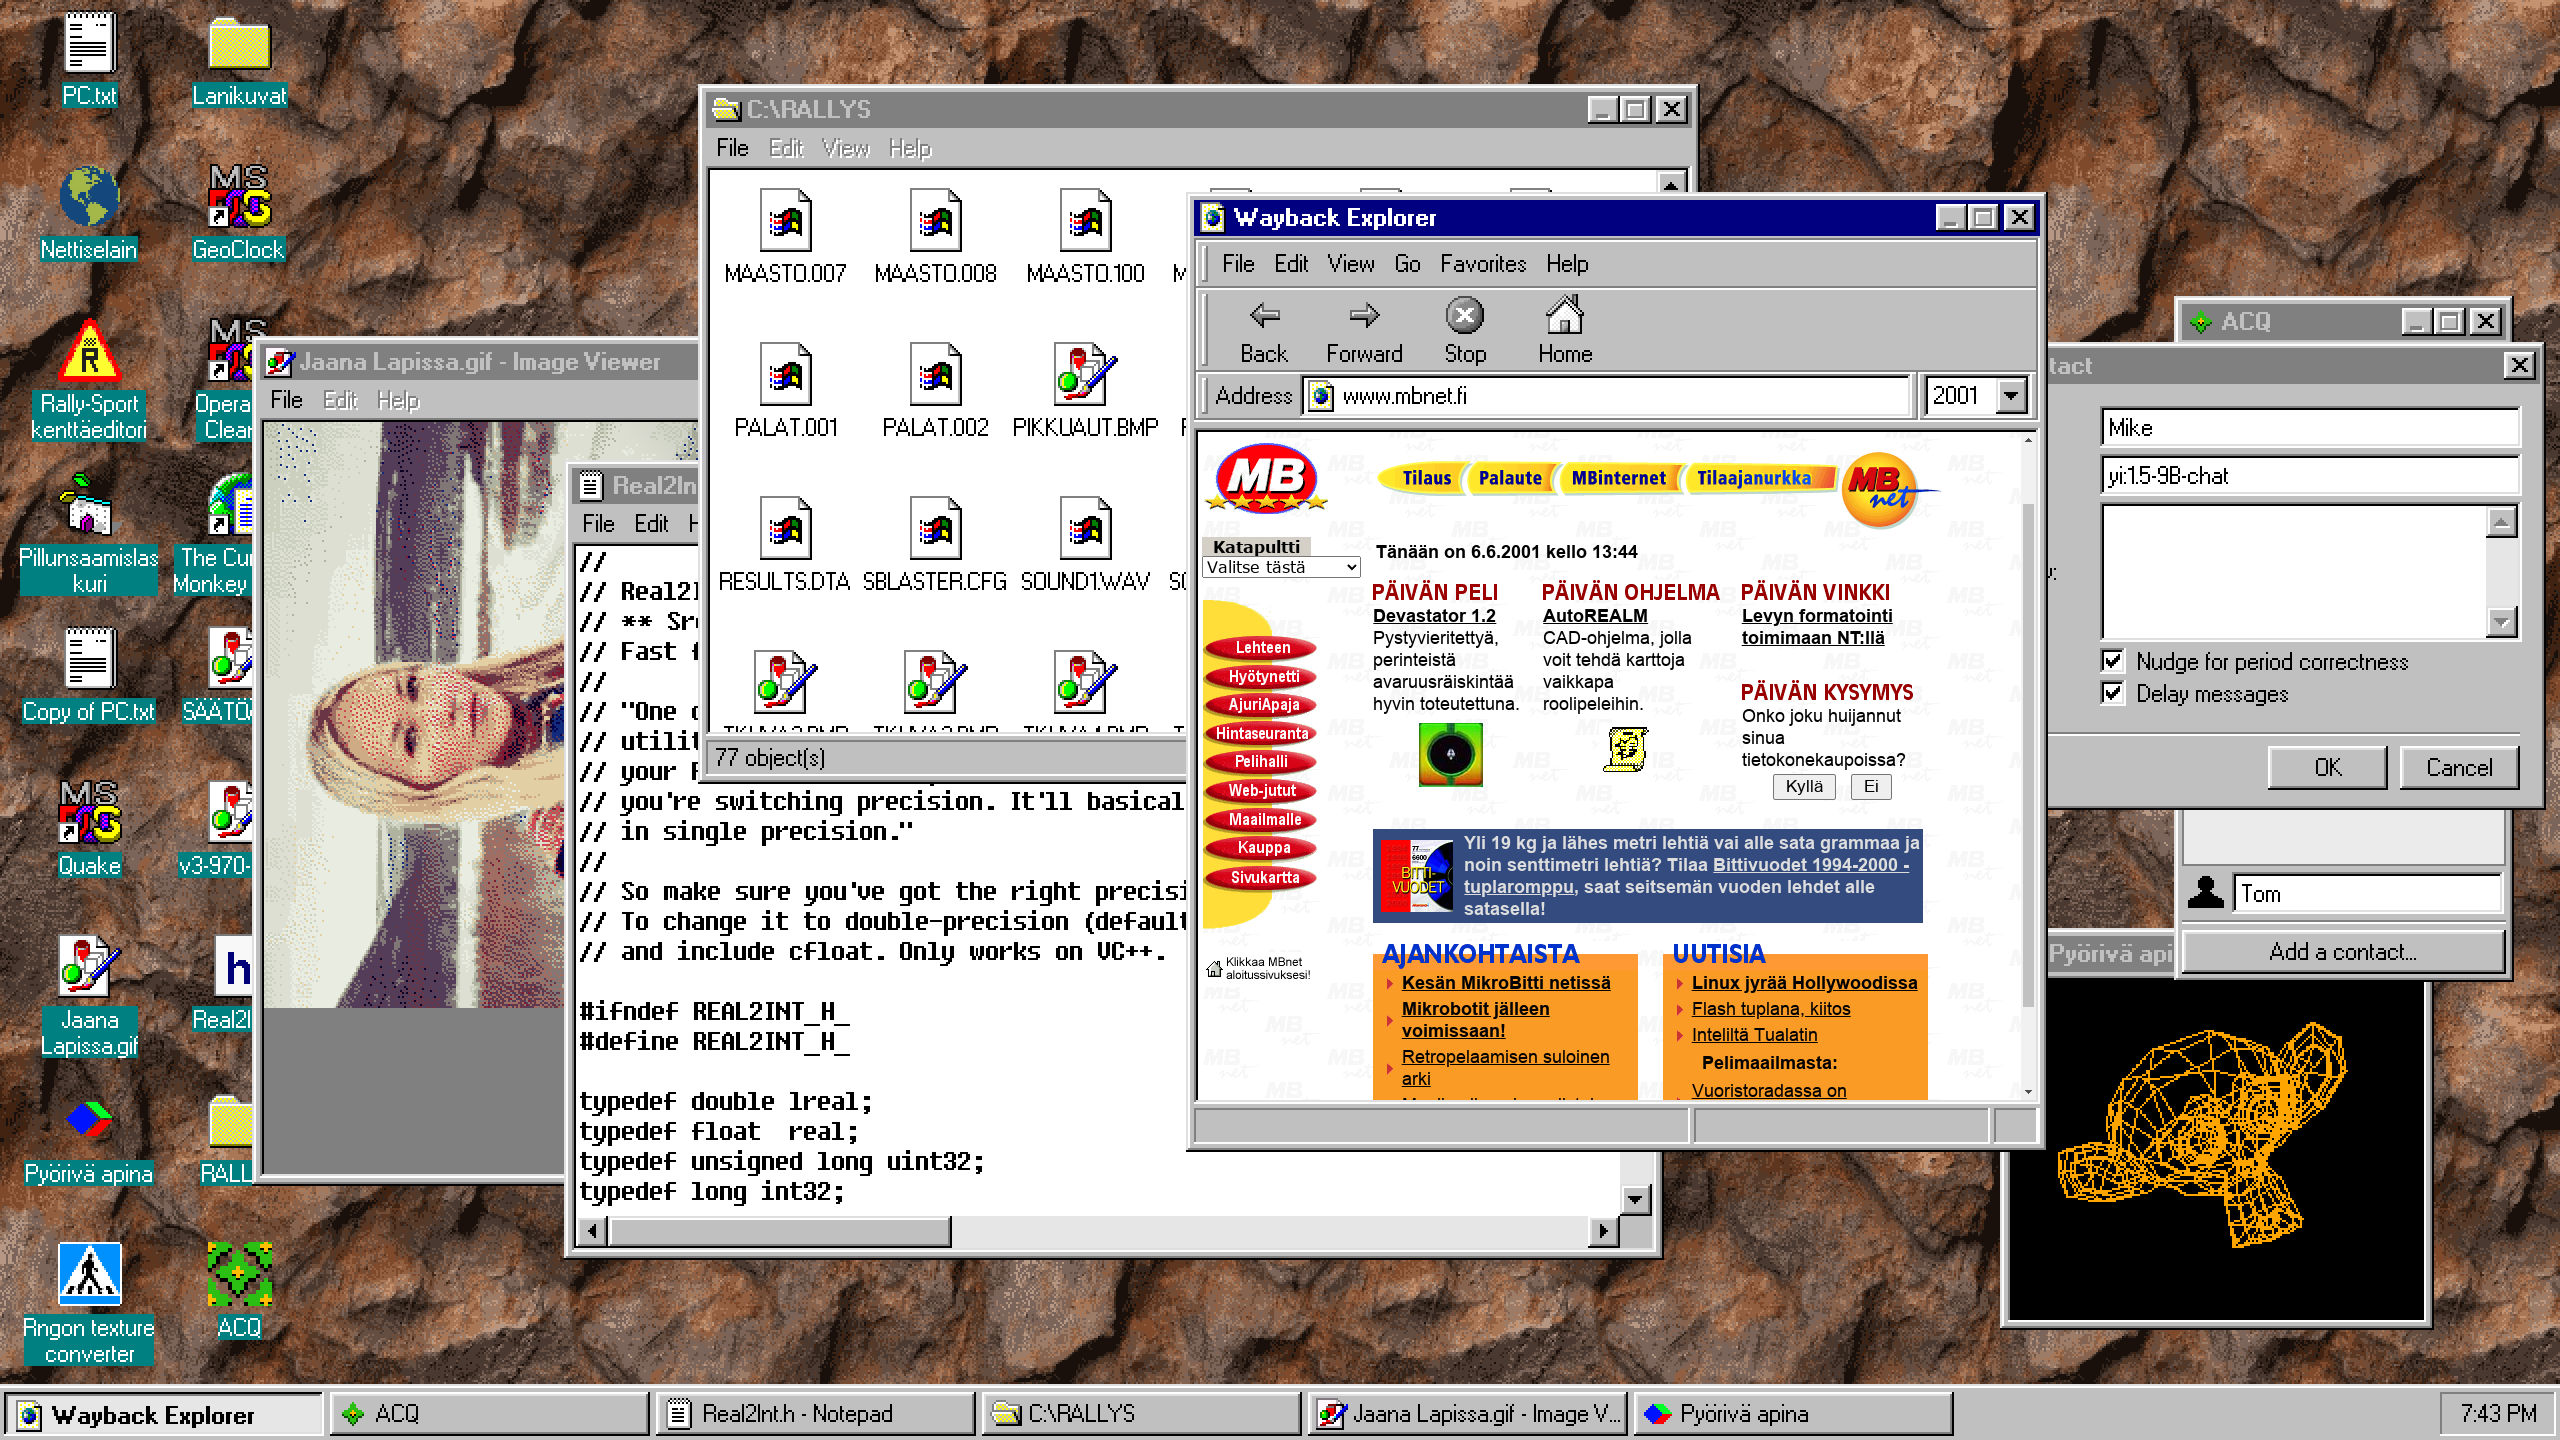 PC.txt
Lanikuvat
Nettiselain
GeoClock
Rally-Sport
kenttäeditori
Opera
Clear
Pillunsaamislas
kuri
The Cur
Monkey
Copy of PC.txt
SÄÄTÖ
Quake
v3-970-
Jaana
Lapissa.gif
Real2I
Pyörivä apina
RALL
Rngon texture
converter
ACQ
Jaana Lapissa.gif - Image Viewer
File Edit Help
Real2Int
File Edit H
//
// Real2I
// ** Sr
// Fast f
//
// "One o
// utilit
// your F
// you're switching precision. It'll basical
// in single precision."
//
// So make sure you've got the right precisi
// To change it to double-precision (default
// and include cfloat. Only works on VC++.
#ifndef REAL2INT_H_
#define REAL2INT_H_
typedef double lreal;
typedef float  real;
typedef unsigned long uint32;
typedef long int32;
C:\RALLYS
File Edit View Help
MAASTO.007 MAASTO.008 MAASTO.100 M
PALAT.001 PALAT.002 PIKKUAUT.BMP
RESULTS.DTA SBLASTER.CFG SOUND1.WAV SO
TKUVA2.BMP TKUVA3.BMP TKUVA4.BMP T
77 object(s)
Wayback Explorer
File Edit View Go Favorites Help
Back Forward Stop Home
Address www.mbnet.fi 2001
MB
Tilaus Palaute MBinternet Tilaajanurkka
MB
net
Katapultti
Valitse tästä
Tänään on 6.6.2001 kello 13:44
Lehteen
Hyötynetti
AjuriApaja
Hintaseuranta
Pelihalli
Web-jutut
Maailmalle
Kauppa
Sivukartta
Klikkaa MBnet
aloitussivuksesi!
PÄIVÄN PELI
Devastator 1.2
Pystyvieritettyä,
perinteistä
avaruusräiskintää
hyvin toteutettuna.
PÄIVÄN OHJELMA
AutoREALM
CAD-ohjelma, jolla
voit tehdä karttoja
vaikkapa
roolipeleihin.
PÄIVÄN VINKKI
Levyn formatointi
toimimaan NT:llä
PÄIVÄN KYSYMYS
Onko joku huijannut
sinua
tietokonekaupoissa?
Kyllä Ei
BITTI-
VUODET
Yli 19 kg ja lähes metri lehtiä vai alle sata grammaa ja
noin senttimetri lehtiä? Tilaa Bittivuodet 1994-2000 -
tuplaromppu, saat seitsemän vuoden lehdet alle
satasella!
AJANKOHTAISTA
Kesän MikroBitti netissä
Mikrobotit jälleen
voimissaan!
Retropelaamisen suloinen
arki
UUTISIA
Linux jyrää Hollywoodissa
Flash tuplana, kiitos
Inteliltä Tualatin
Pelimaailmasta:
Vuoristoradassa on
ACQ
tact
Mike
yi:1.5-9B-chat
y:
Nudge for period correctness
Delay messages
OK Cancel
Tom
Add a contact...
Pyörivä api
Wayback Explorer
ACQ
Real2Int.h - Notepad
C:\RALLYS
Jaana Lapissa.gif - Image V...
Pyörivä apina
7:43 PM